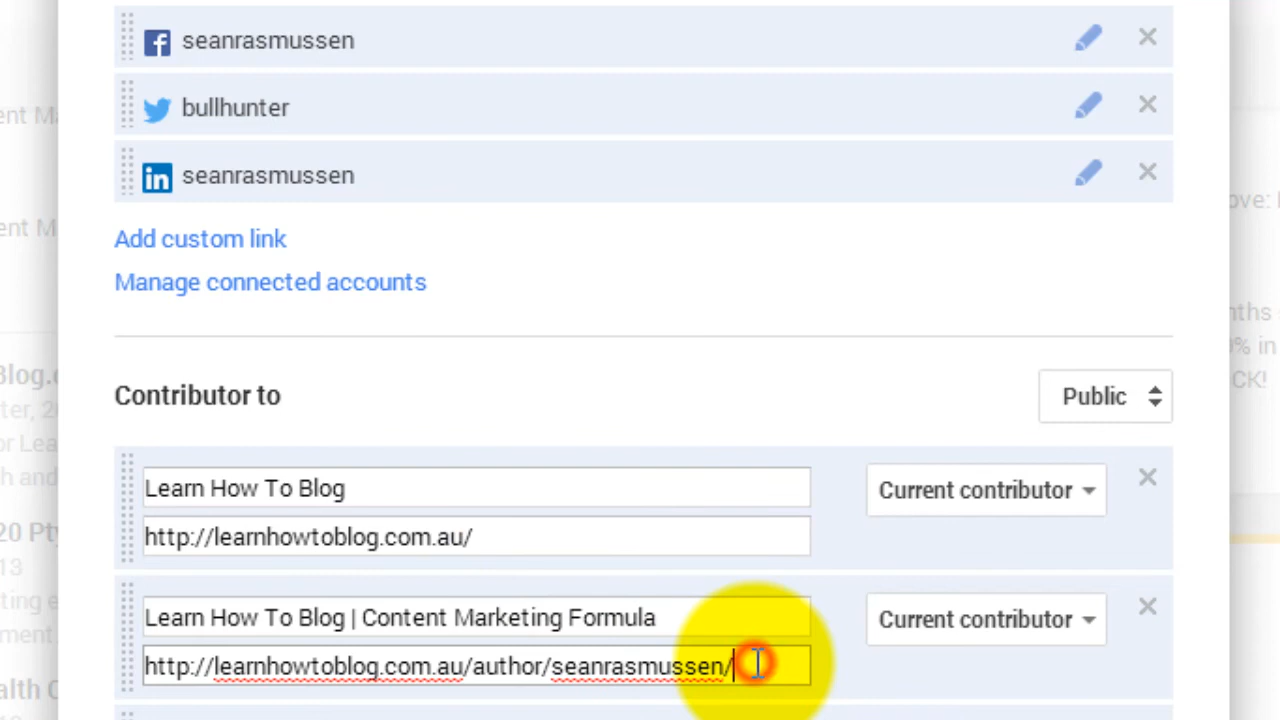 seanrasmussen
bullhunter
seanrasmussen
Add custom link
Manage connected accounts
Contributor to
Public
Learn How To Blog
Current contributor
http://learnhowtoblog.com.au/
Learn How To Blog | Content Marketing Formula
Current contributor
http://learnhowtoblog.com.au/author/seanrasmussen/